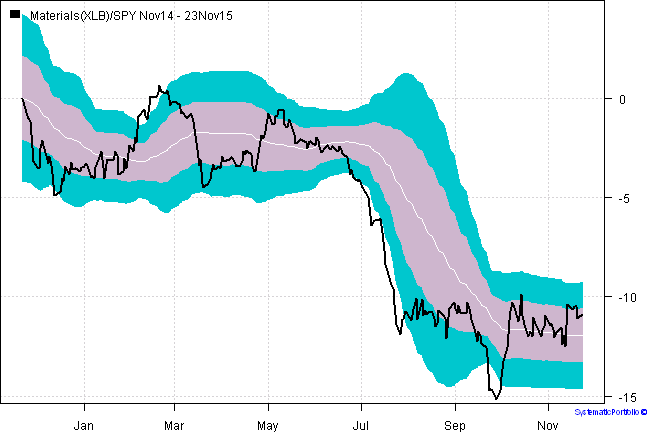 Materials(XLB)/SPY Nov14 - 23Nov15
0
-5
-10
-15
Jan Mar May Jul Sep Nov
SystematicPortfolio ©